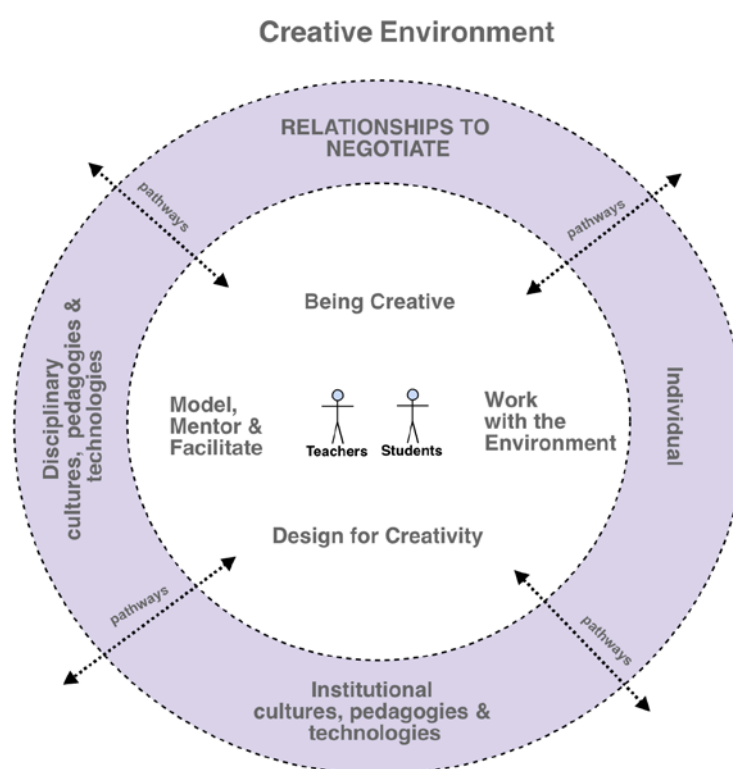 Creative Environment
RELATIONSHIPS TO
NEGOTIATE
pathways
pathways
Being Creative
Disciplinary
cultures, pedagogies &
technologies
Model,
Mentor &
Facilitate
Teachers
Students
Work
with the
Environment
Individual
Design for Creativity
pathways
pathways
Institutional
cultures, pedagogies &
technologies